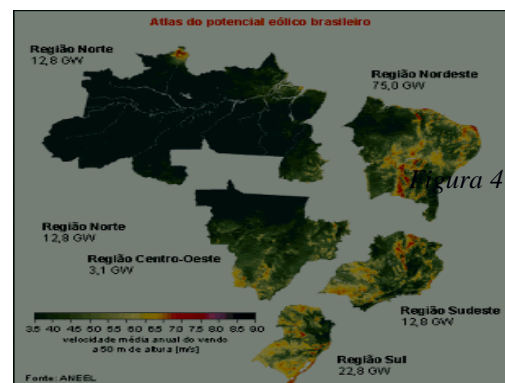 Atlas do potencial eólico brasileiro
Região Norte
12,8 GW
Região Nordeste
75,0 GW
Figura 4
Região Norte
12,8 GW
Região Centro-Oeste
3,1 GW
Região Sudeste
12,8 GW
3.5 4.0 4.5 5.0 5.5 6.0 6.5 7.0 7.5 8.0 8.5 9.0
velocidade média anual do vendo
a 50 m de altura [m/s]
Região Sul
22,8 GW
Fonte: ANEEL